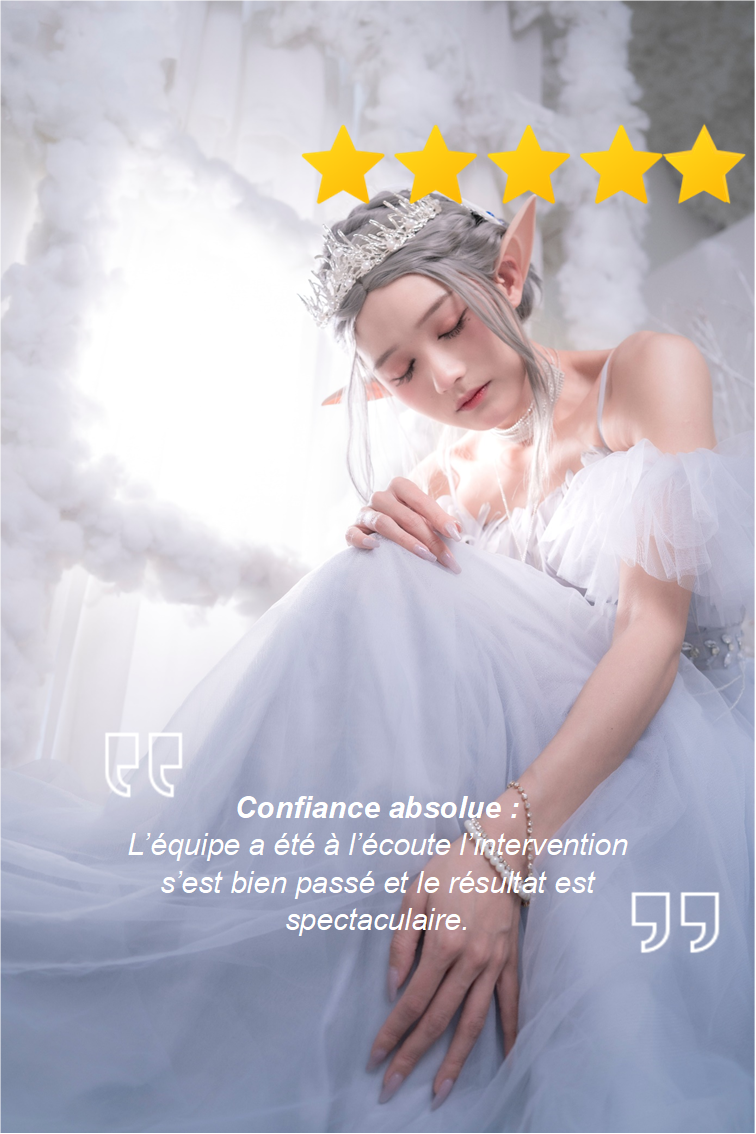 Confiance absolue :
L’équipe a été à l’écoute l’intervention
s’est bien passé et le résultat est
spectaculaire.